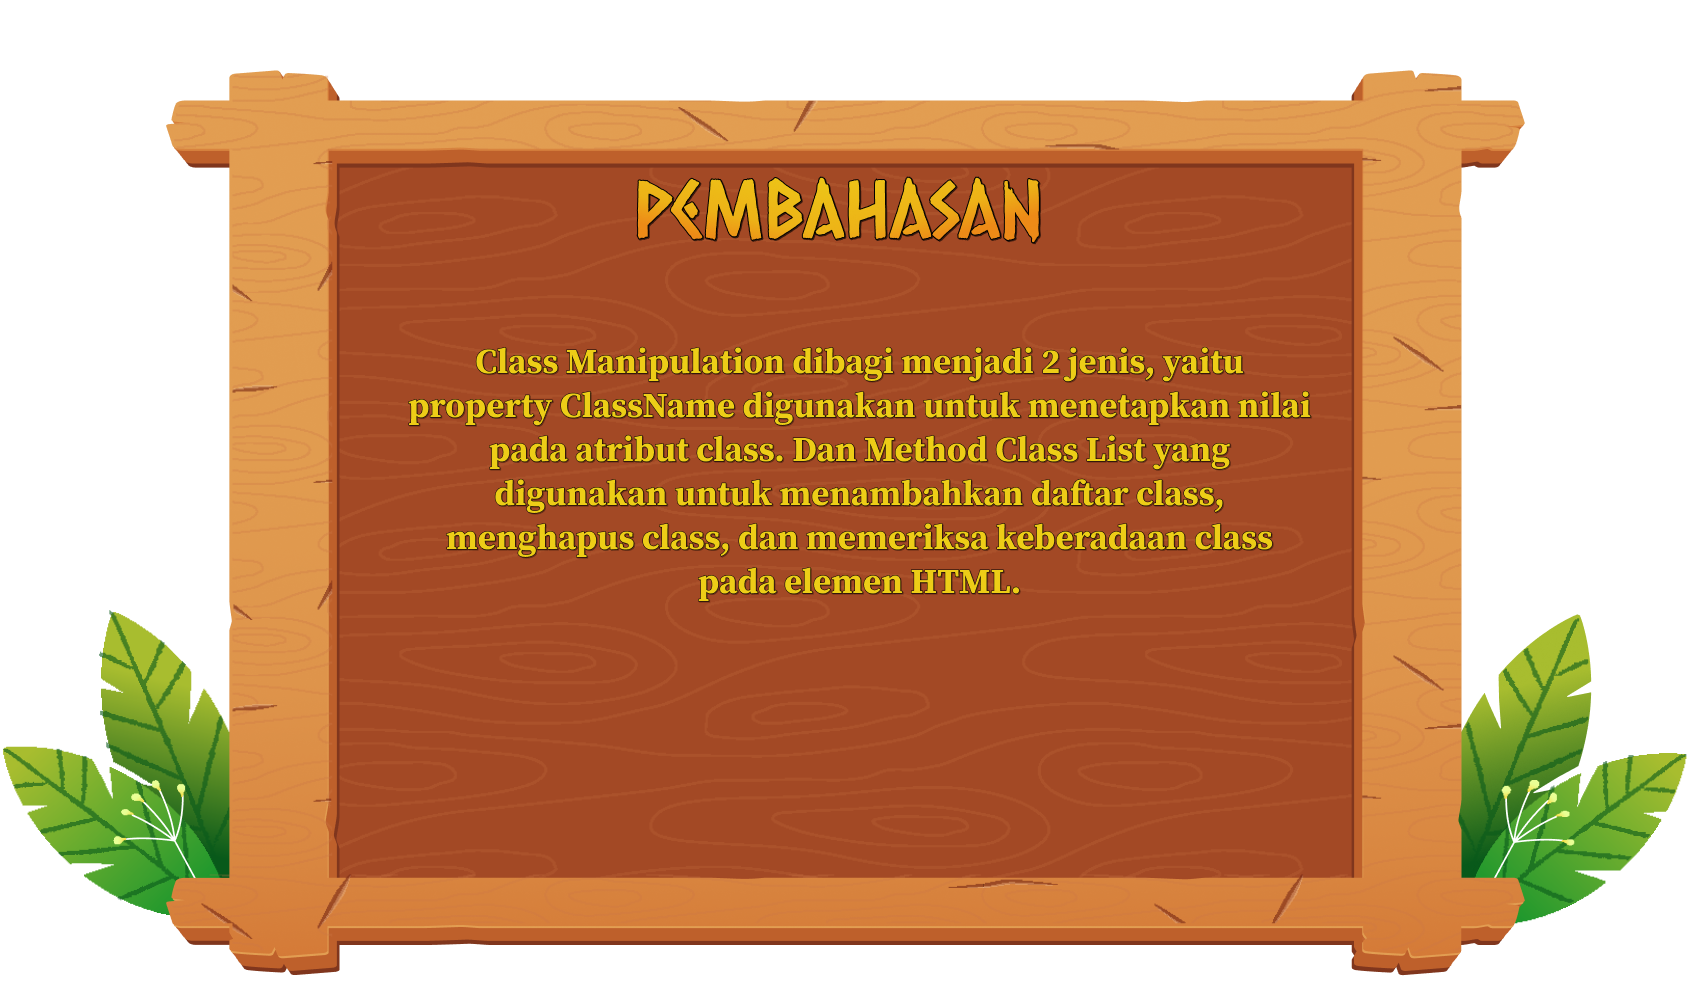 PEMBAHASAN
Class Manipulation dibagi menjadi 2 jenis, yaitu
property ClassName digunakan untuk menetapkan nilai
pada atribut class. Dan Method Class List yang
digunakan untuk menambahkan daftar class,
menghapus class, dan memeriksa keberadaan class
pada elemen HTML.